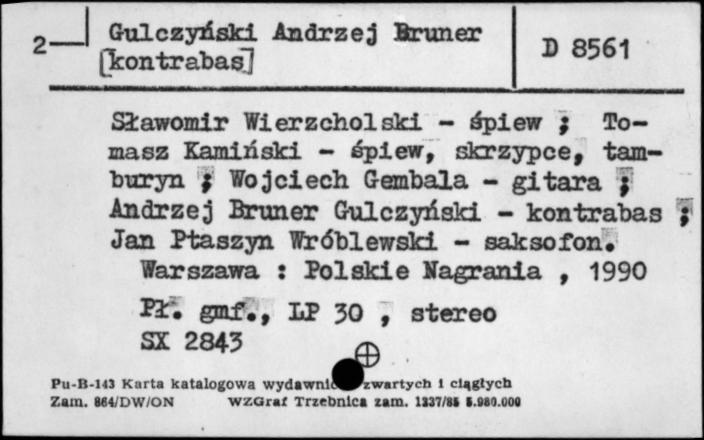 2— Gulczyński Andrzej Bruner
[kontrabas]
D 8561
Sławomir Wierzcholski - śpiew ; To-
masz Kamiński - śpiew, skrzypce, tam-
buryn ; Wojciech Gembala - gitara ;
Andrzej Bruner Gulczyński - kontrabas ;
Jan Ptaszyn Wróblewski - saksofon.
Warszawa : Polskie Nagrania , 1990
Pł. gmf., LP 30 , stereo
SX 2843
Pu-B-143 Karta katalogowa zwartych i ciągłych
Zam. 864/DW/ON WZGraf Trzebnica zam. 1337/85 5.980.000